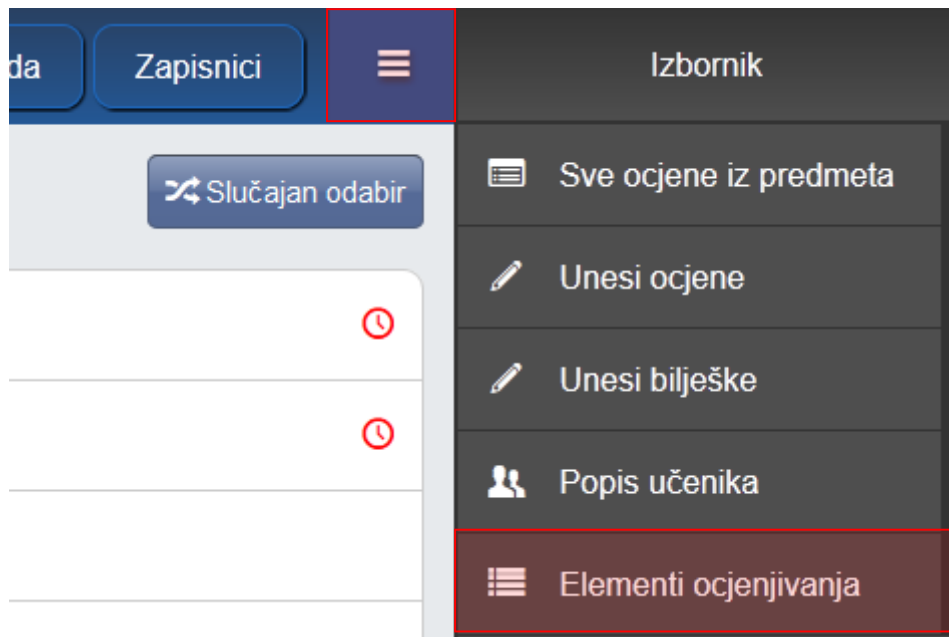 da
Zapisnici
Izbornik
Slučajan odabir
Sve ocjene iz predmeta
Unesi ocjene
Unesi bilješke
Popis učenika
Elementi ocjenjivanja